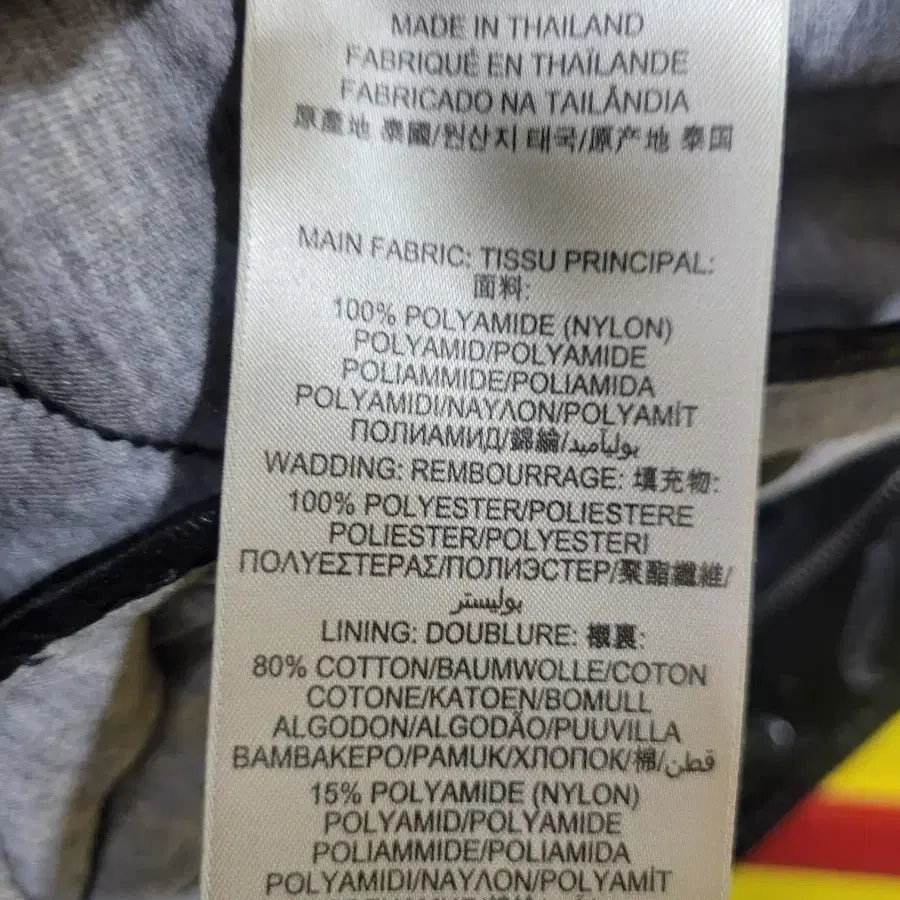 MADE IN THAILAND
FABRIQUÉ EN THAÏLANDE
FABRICADO NA TAILÂNDIA
原產地 泰國/원산지 태국/原产地 泰国
MAIN FABRIC: TISSU PRINCIPAL:
面料:
100% POLYAMIDE (NYLON)
POLYAMID/POLYAMIDE
POLIAMMIDE/POLIAMIDA
POLYAMIDI/ΝΑΥΛΟΝ/POLYAMİT
ПОЛИАМИД/錦綸/بوليآميد
WADDING: REMBOURRAGE: 填充物:
100% POLYESTER/POLIESTERE
POLIESTER/POLYESTERI
ΠΟΛΥΕΣΤΕΡΑΣ/ПОЛИЭСТЕР/聚酯纖維/
بوليستر
LINING: DOUBLURE: 襯裏:
80% COTTON/BAUMWOLLE/COTON
COTONE/KATOEN/BOMULL
ALGODON/ALGODÃO/PUUVILLA
ΒΑΜΒΑΚΕΡΟ/PAMUK/ХЛОПОК/棉/قطن
15% POLYAMIDE (NYLON)
POLYAMID/POLYAMIDE
POLIAMMIDE/POLIAMIDA
POLYAMIDI/ΝΑΥΛΟΝ/POLYAMİT